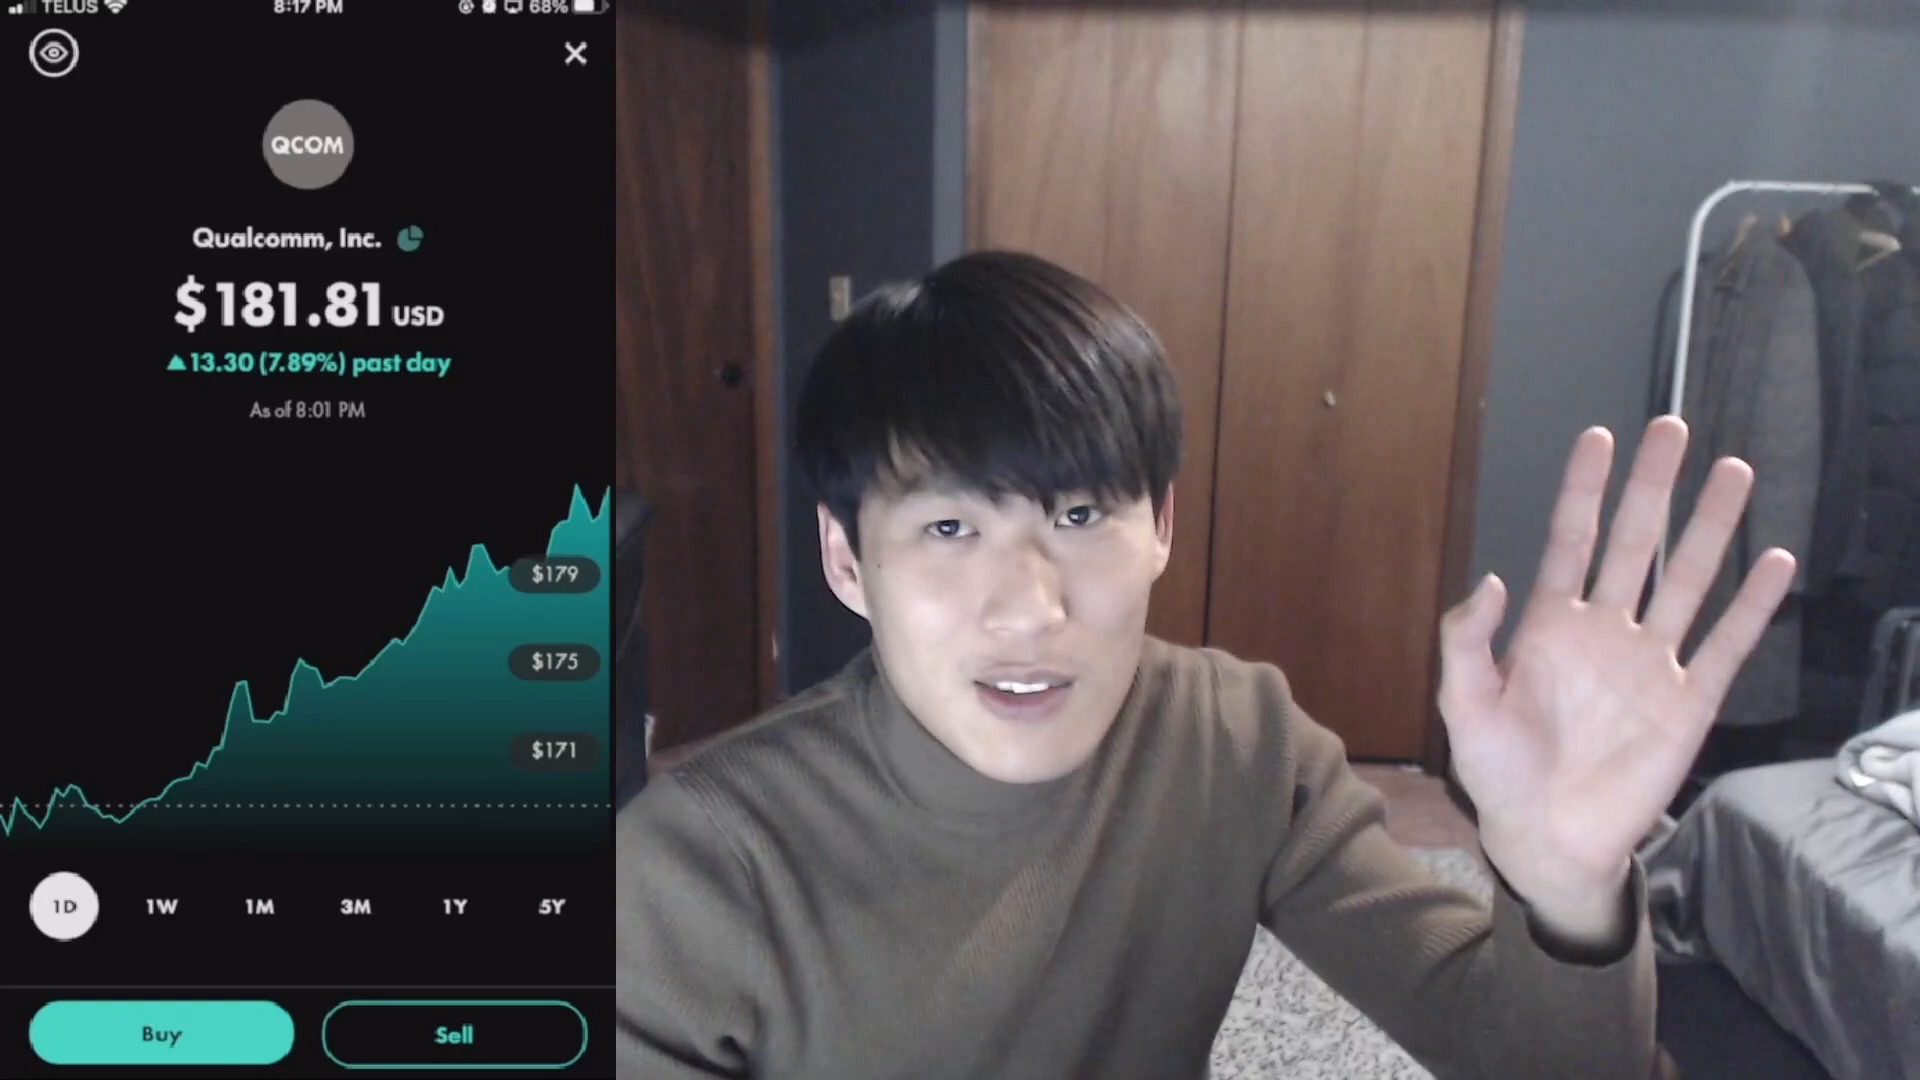 TELUS 8:17 PM 68%
QCOM
Qualcomm, Inc.
$181.81 USD
▲13.30 (7.89%) past day
As of 8:01 PM
$179
$175
$171
1D 1W 1M 3M 1Y 5Y
Buy Sell